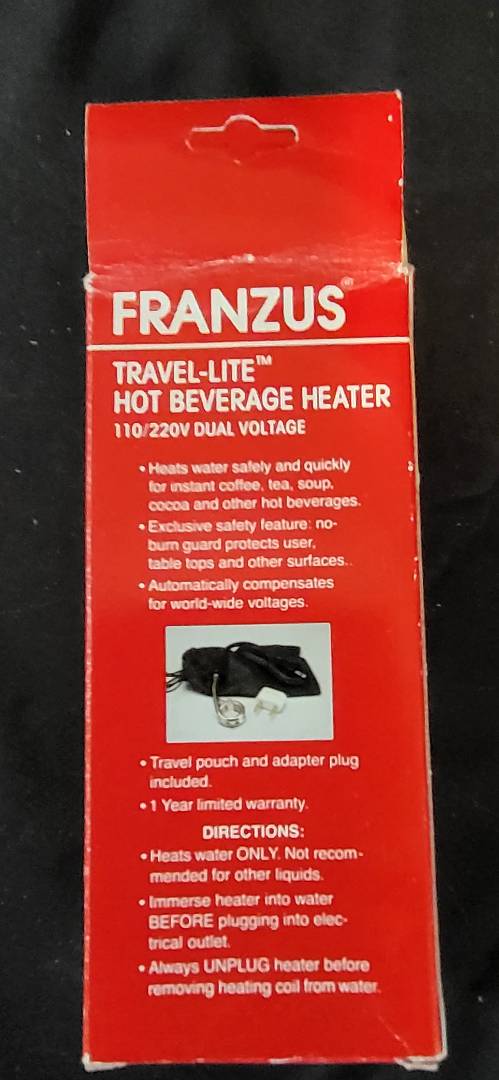 FRANZUS®
TRAVEL-LITE™
HOT BEVERAGE HEATER
110/220V DUAL VOLTAGE
• Heats water safely and quickly
for instant coffee, tea, soup,
cocoa and other hot beverages.
• Exclusive safety feature: no-
burn guard protects user,
table tops and other surfaces..
• Automatically compensates
for world-wide voltages.
• Travel pouch and adapter plug
included.
• 1 Year limited warranty.
DIRECTIONS:
• Heats water ONLY. Not recom-
mended for other liquids.
• Immerse heater into water
BEFORE plugging into elec-
trical outlet.
• Always UNPLUG heater before
removing heating coil from water.